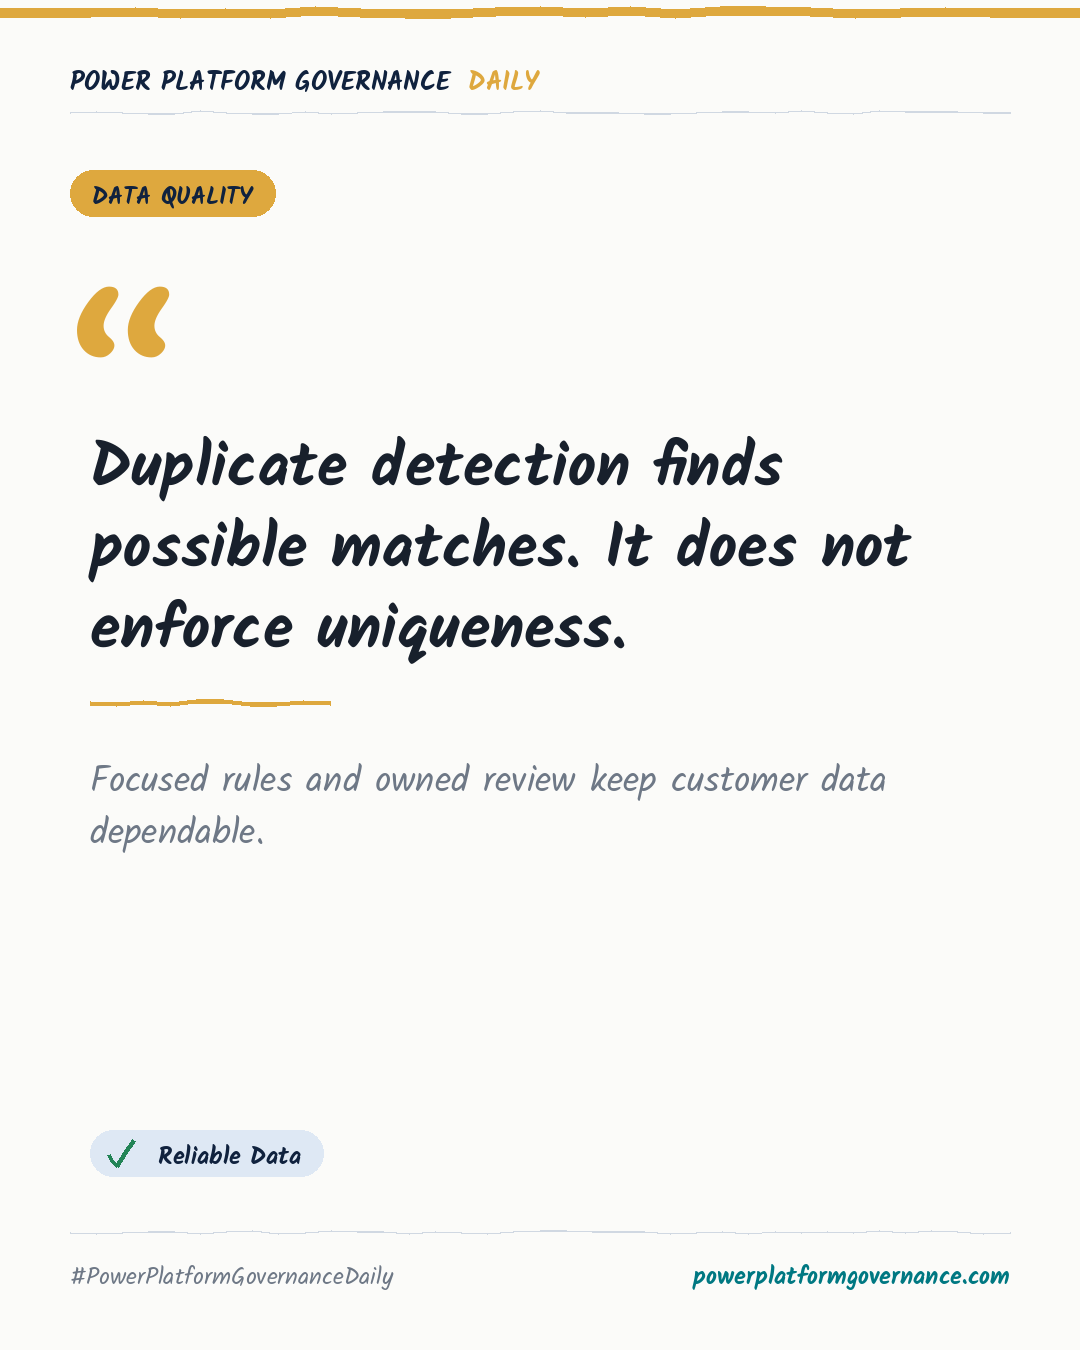 POWER PLATFORM GOVERNANCE DAILY
DATA QUALITY
“
Duplicate detection finds
possible matches. It does not
enforce uniqueness.
Focused rules and owned review keep customer data
dependable.
✓ Reliable Data
#PowerPlatformGovernanceDaily
powerplatformgovernance.com